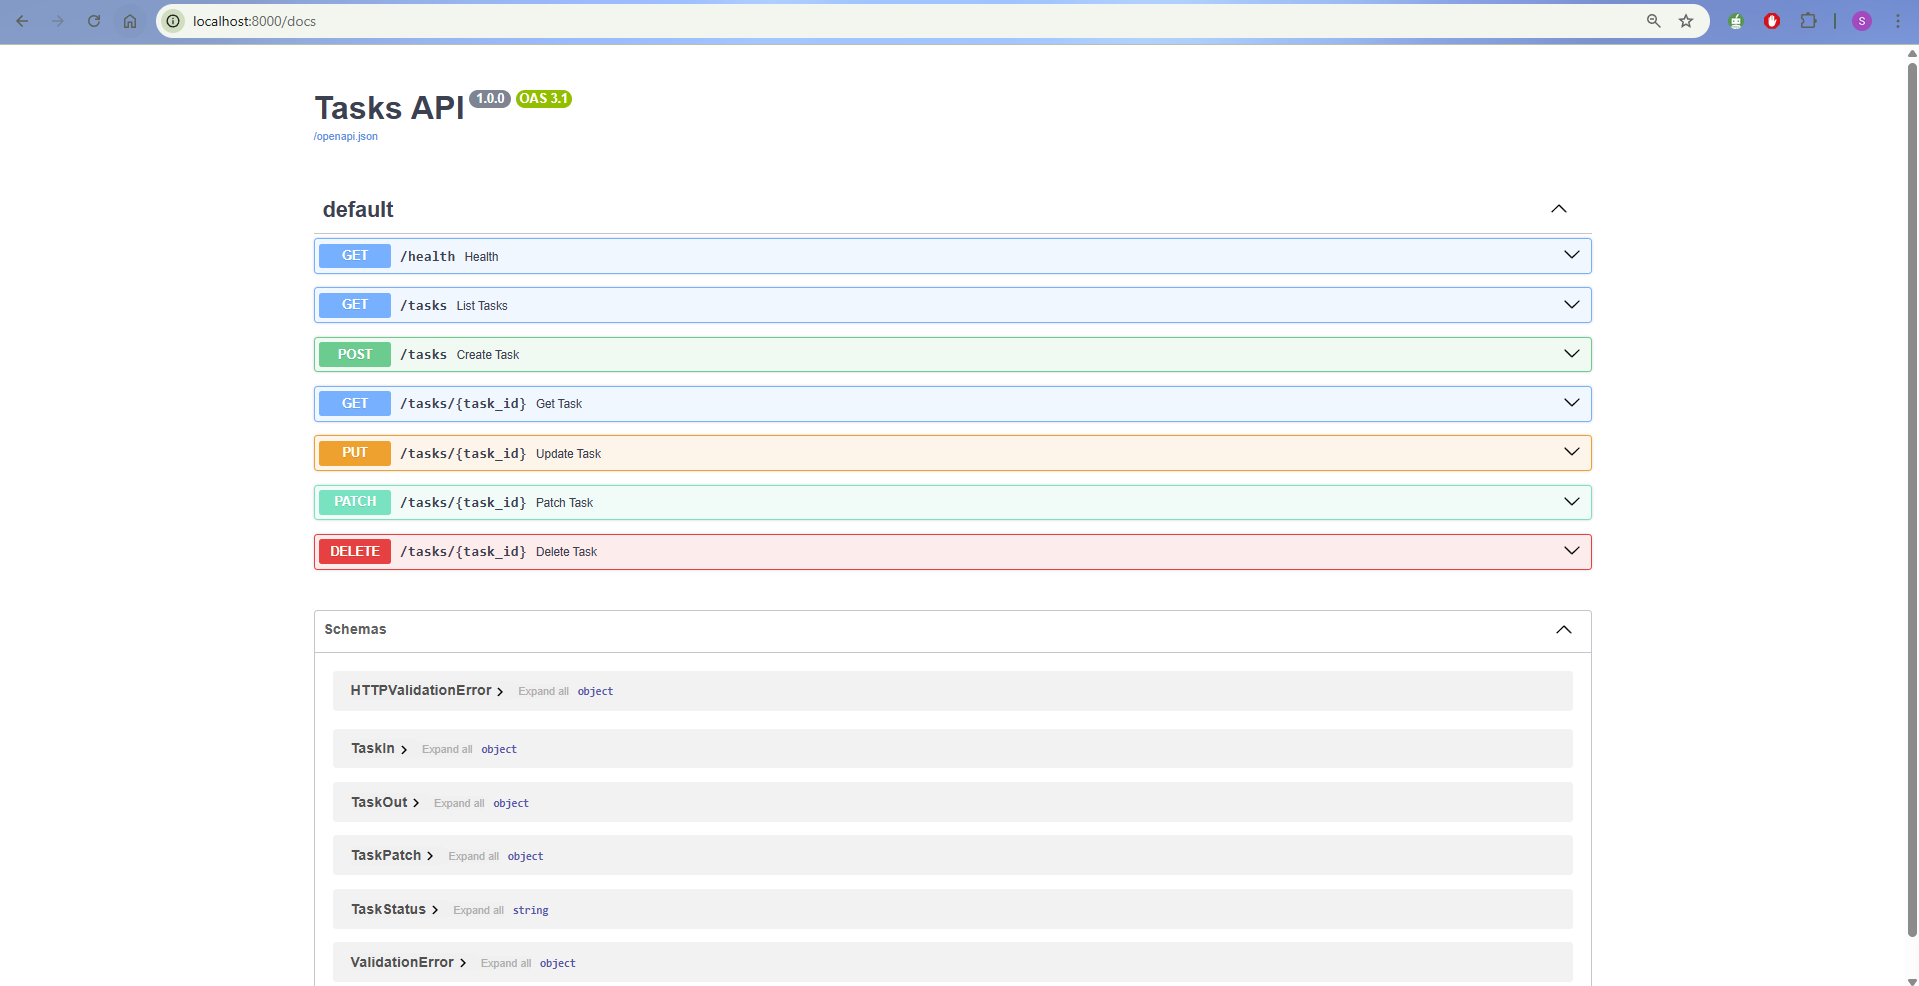 localhost:8000/docs
S
Tasks API 1.0.0 OAS 3.1
/openapi.json
default
GET /health Health
GET /tasks List Tasks
POST /tasks Create Task
GET /tasks/{task_id} Get Task
PUT /tasks/{task_id} Update Task
PATCH /tasks/{task_id} Patch Task
DELETE /tasks/{task_id} Delete Task
Schemas
HTTPValidationError Expand all object
TaskIn Expand all object
TaskOut Expand all object
TaskPatch Expand all object
TaskStatus Expand all string
ValidationError Expand all object